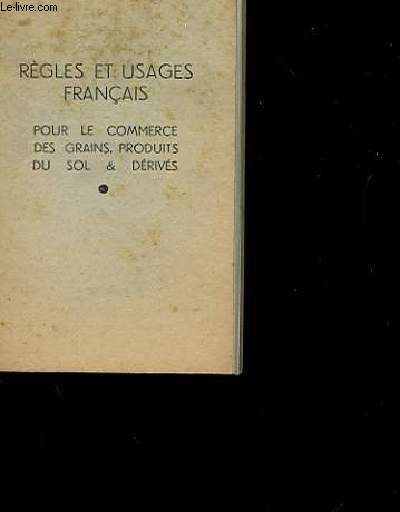 Le-livre.com
RÈGLES ET USAGES
FRANÇAIS
POUR LE COMMERCE
DES GRAINS, PRODUITS
DU SOL & DÉRIVÉS